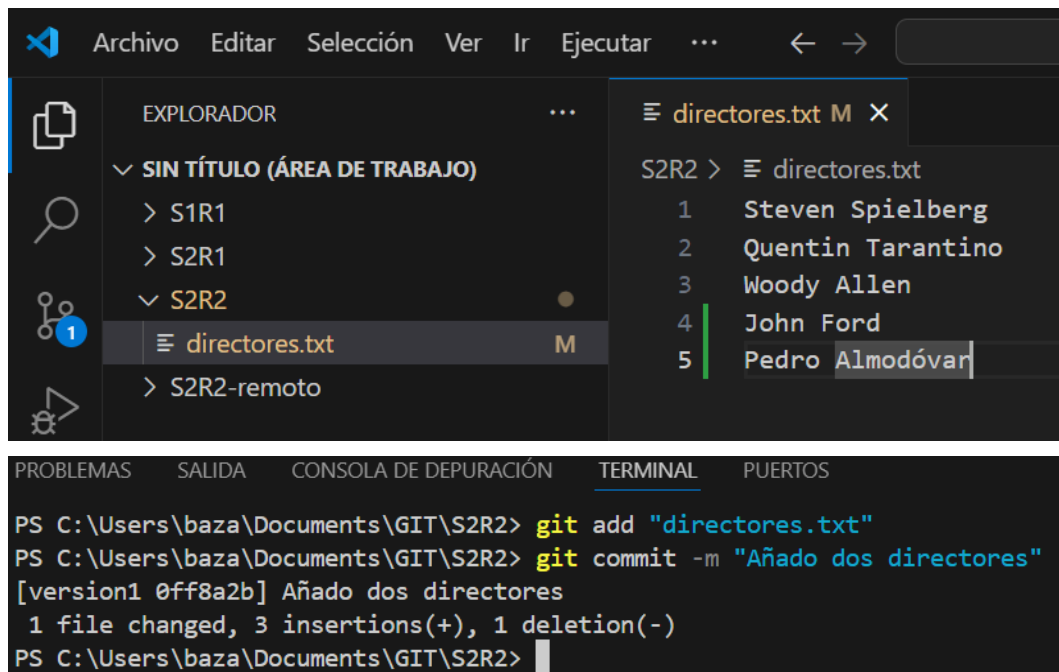 Archivo Editar Selección Ver Ir Ejecutar ···
EXPLORADOR ···
SIN TÍTULO (ÁREA DE TRABAJO)
S1R1
S2R1
S2R2
directores.txt M
S2R2-remoto
1
directores.txt M
S2R2 > directores.txt
1 Steven Spielberg
2 Quentin Tarantino
3 Woody Allen
4 John Ford
5 Pedro Almodóvar
PROBLEMAS SALIDA CONSOLA DE DEPURACIÓN TERMINAL PUERTOS
PS C:\Users\baza\Documents\GIT\S2R2> git add "directores.txt"
PS C:\Users\baza\Documents\GIT\S2R2> git commit -m "Añado dos directores"
[version1 0ff8a2b] Añado dos directores
 1 file changed, 3 insertions(+), 1 deletion(-)
PS C:\Users\baza\Documents\GIT\S2R2>